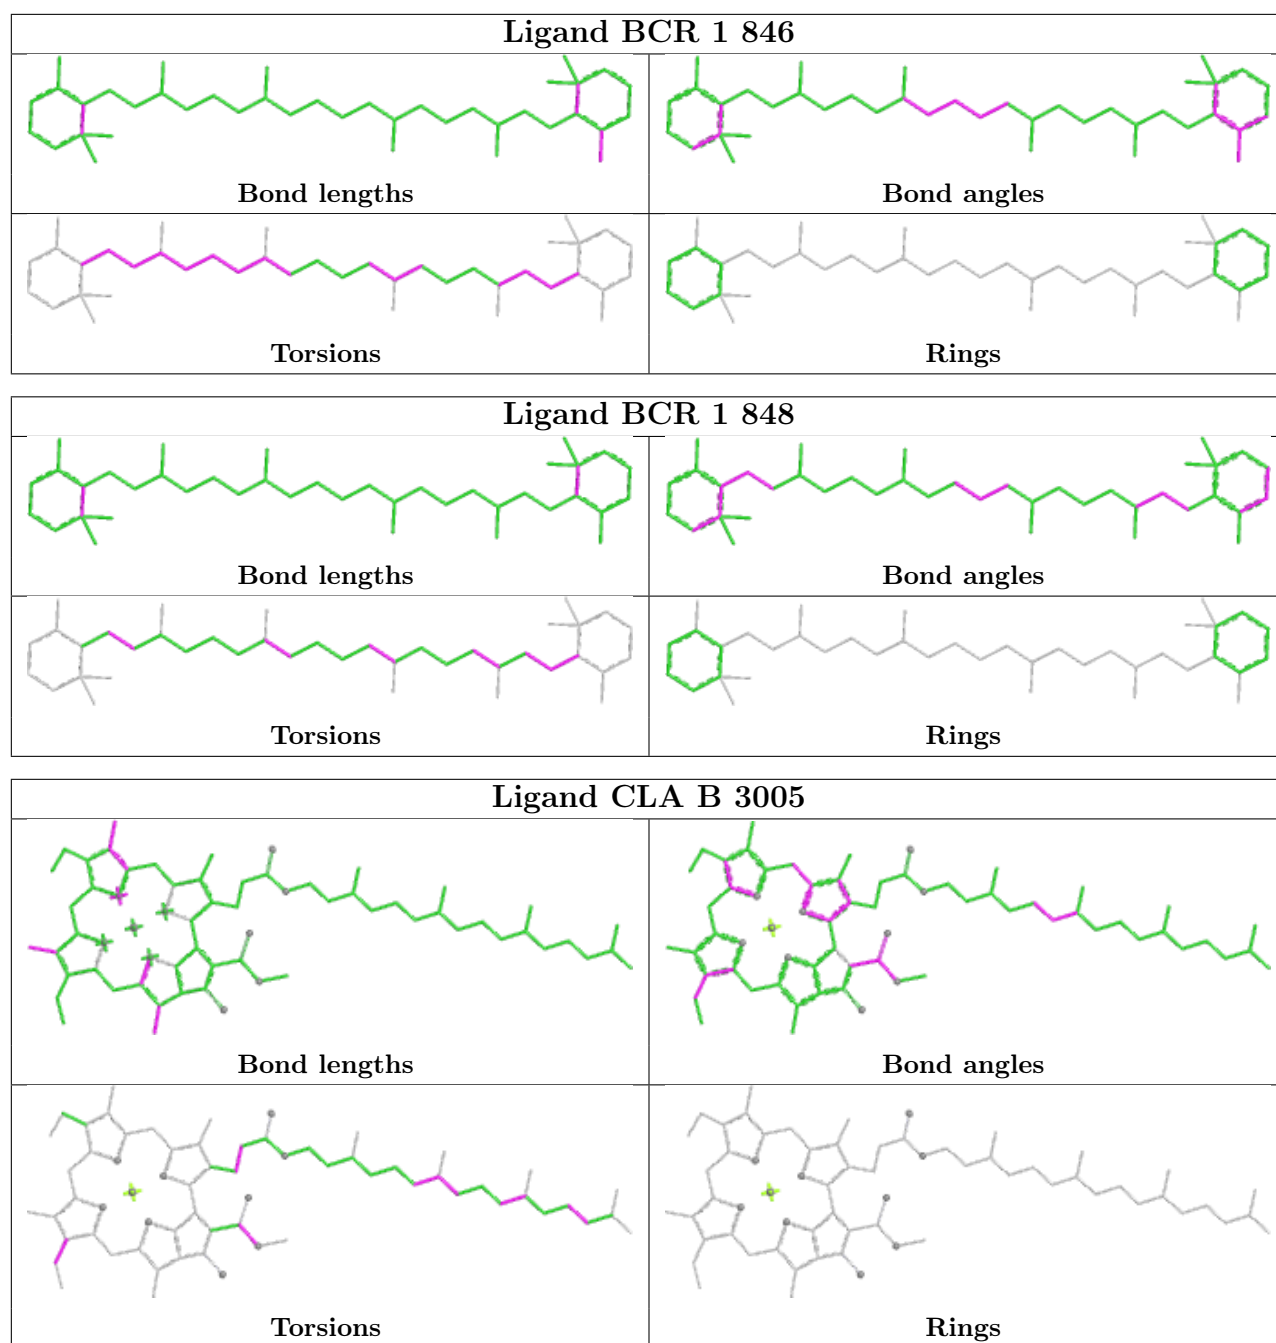 Ligand BCR 1 846
Bond lengths
Bond angles
Torsions
Rings
Ligand BCR 1 848
Bond lengths
Bond angles
Torsions
Rings
Ligand CLA B 3005
Bond lengths
Bond angles
Torsions
Rings